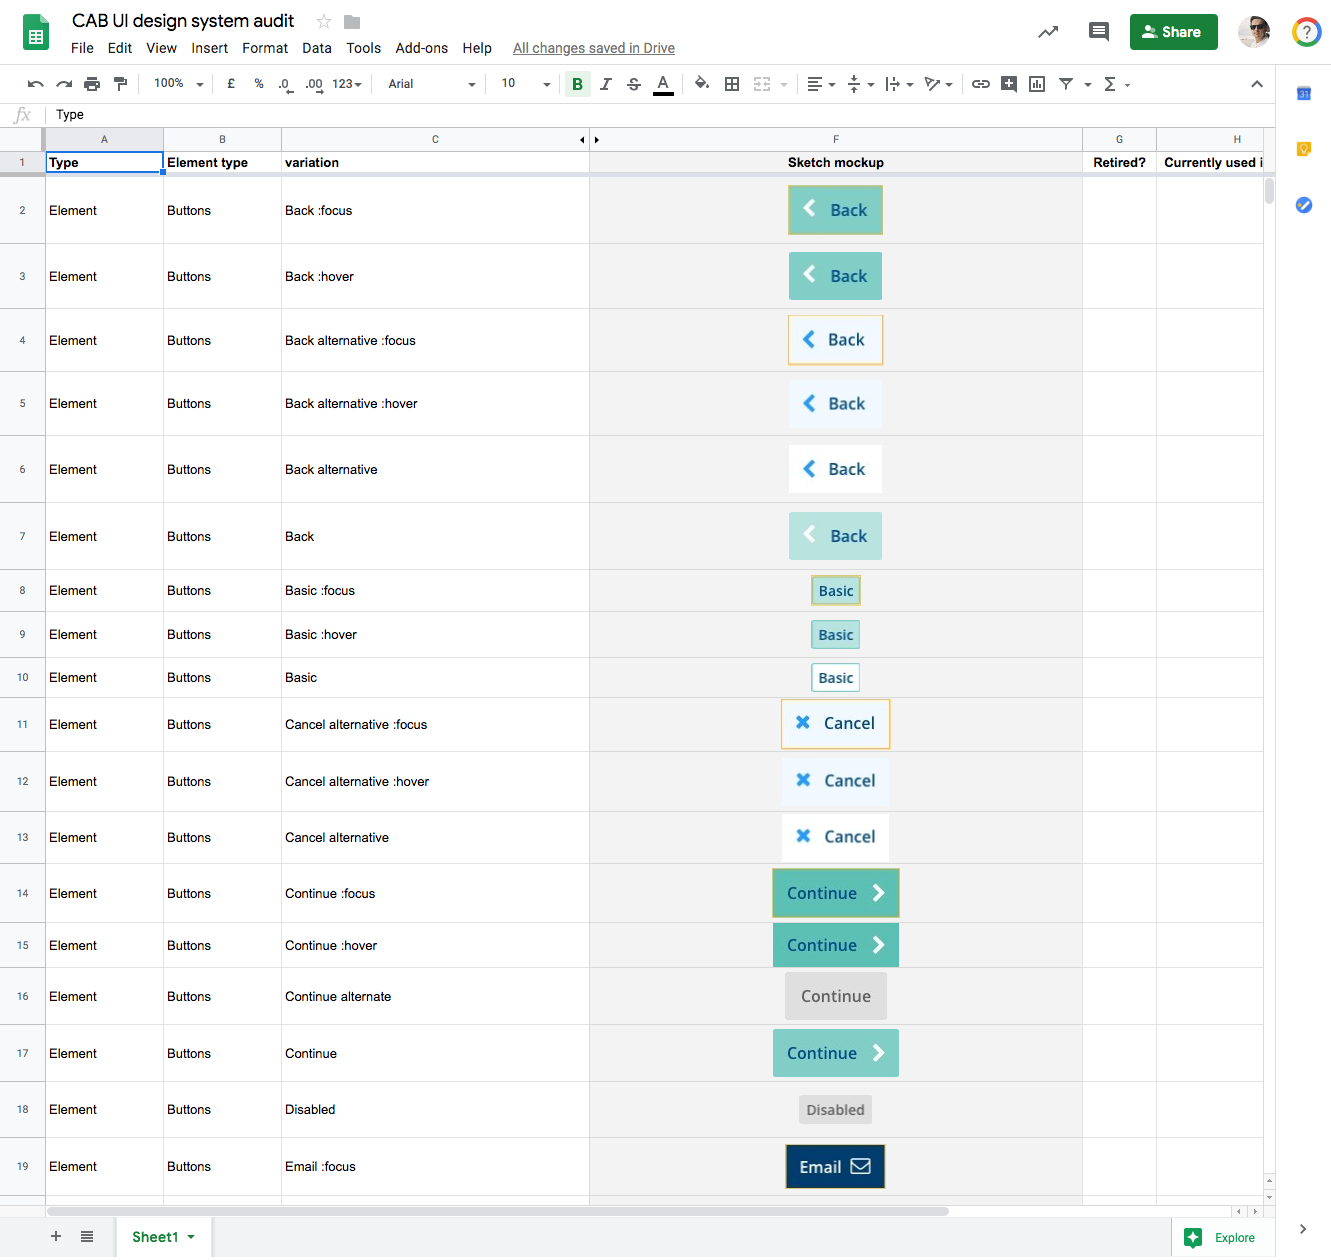 CAB UI design system audit
File Edit View Insert Format Data Tools Add-ons Help All changes saved in Drive
Share
100% £ % .0 .00 123 Arial 10 B I S A Σ
31
fx Type
A B C F G H
1 Type Element type variation Sketch mockup Retired? Currently used i
2 Element Buttons Back :focus Back
3 Element Buttons Back :hover Back
4 Element Buttons Back alternative :focus Back
5 Element Buttons Back alternative :hover Back
6 Element Buttons Back alternative Back
7 Element Buttons Back Back
8 Element Buttons Basic :focus Basic
9 Element Buttons Basic :hover Basic
10 Element Buttons Basic Basic
11 Element Buttons Cancel alternative :focus Cancel
12 Element Buttons Cancel alternative :hover Cancel
13 Element Buttons Cancel alternative Cancel
14 Element Buttons Continue :focus Continue
15 Element Buttons Continue :hover Continue
16 Element Buttons Continue alternate Continue
17 Element Buttons Continue Continue
18 Element Buttons Disabled Disabled
19 Element Buttons Email :focus Email
Sheet1
Explore